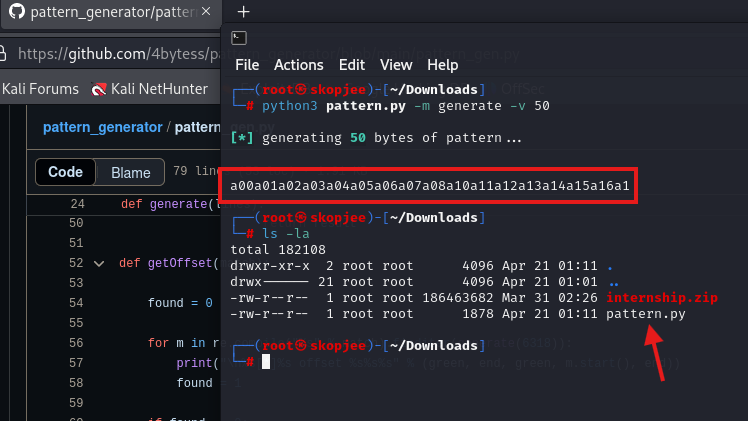 pattern_generator/patter
https://github.com/4bytess/p
Kali Forums Kali NetHunter
pattern_generator / patter
Code Blame 79 lin
24 def generate(l
50
51
52 def getOffset(
53
54 found = 0
55
56 for m in r
57 print(
58 found
59
60 if found
File Actions Edit View Help
┌──(root㉿skopjee)-[~/Downloads]
└─# python3 pattern.py -m generate -v 50
[*] generating 50 bytes of pattern...
a00a01a02a03a04a05a06a07a08a10a11a12a13a14a15a16a1
┌──(root㉿skopjee)-[~/Downloads]
└─# ls -la
total 182108
drwxr-xr-x 2 root root 4096 Apr 21 01:11 .
drwx------ 21 root root 4096 Apr 21 01:01 ..
-rw-r--r-- 1 root root 186463682 Mar 31 02:26 internship.zip
-rw-r--r-- 1 root root 1878 Apr 21 01:11 pattern.py
┌──(root㉿skopjee)-[~/Downloads]
└─#